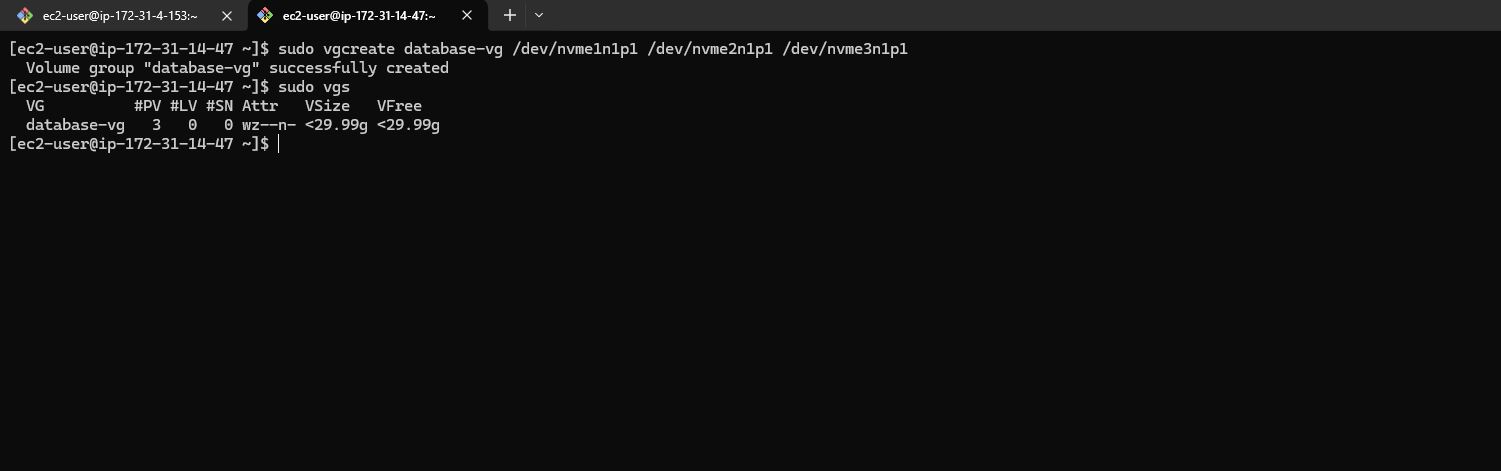 ec2-user@ip-172-31-4-153:~
ec2-user@ip-172-31-14-47:~
[ec2-user@ip-172-31-14-47 ~]$ sudo vgcreate database-vg /dev/nvme1n1p1 /dev/nvme2n1p1 /dev/nvme3n1p1
  Volume group "database-vg" successfully created
[ec2-user@ip-172-31-14-47 ~]$ sudo vgs
  VG          #PV #LV #SN Attr   VSize   VFree
  database-vg   3   0   0 wz--n- <29.99g <29.99g
[ec2-user@ip-172-31-14-47 ~]$